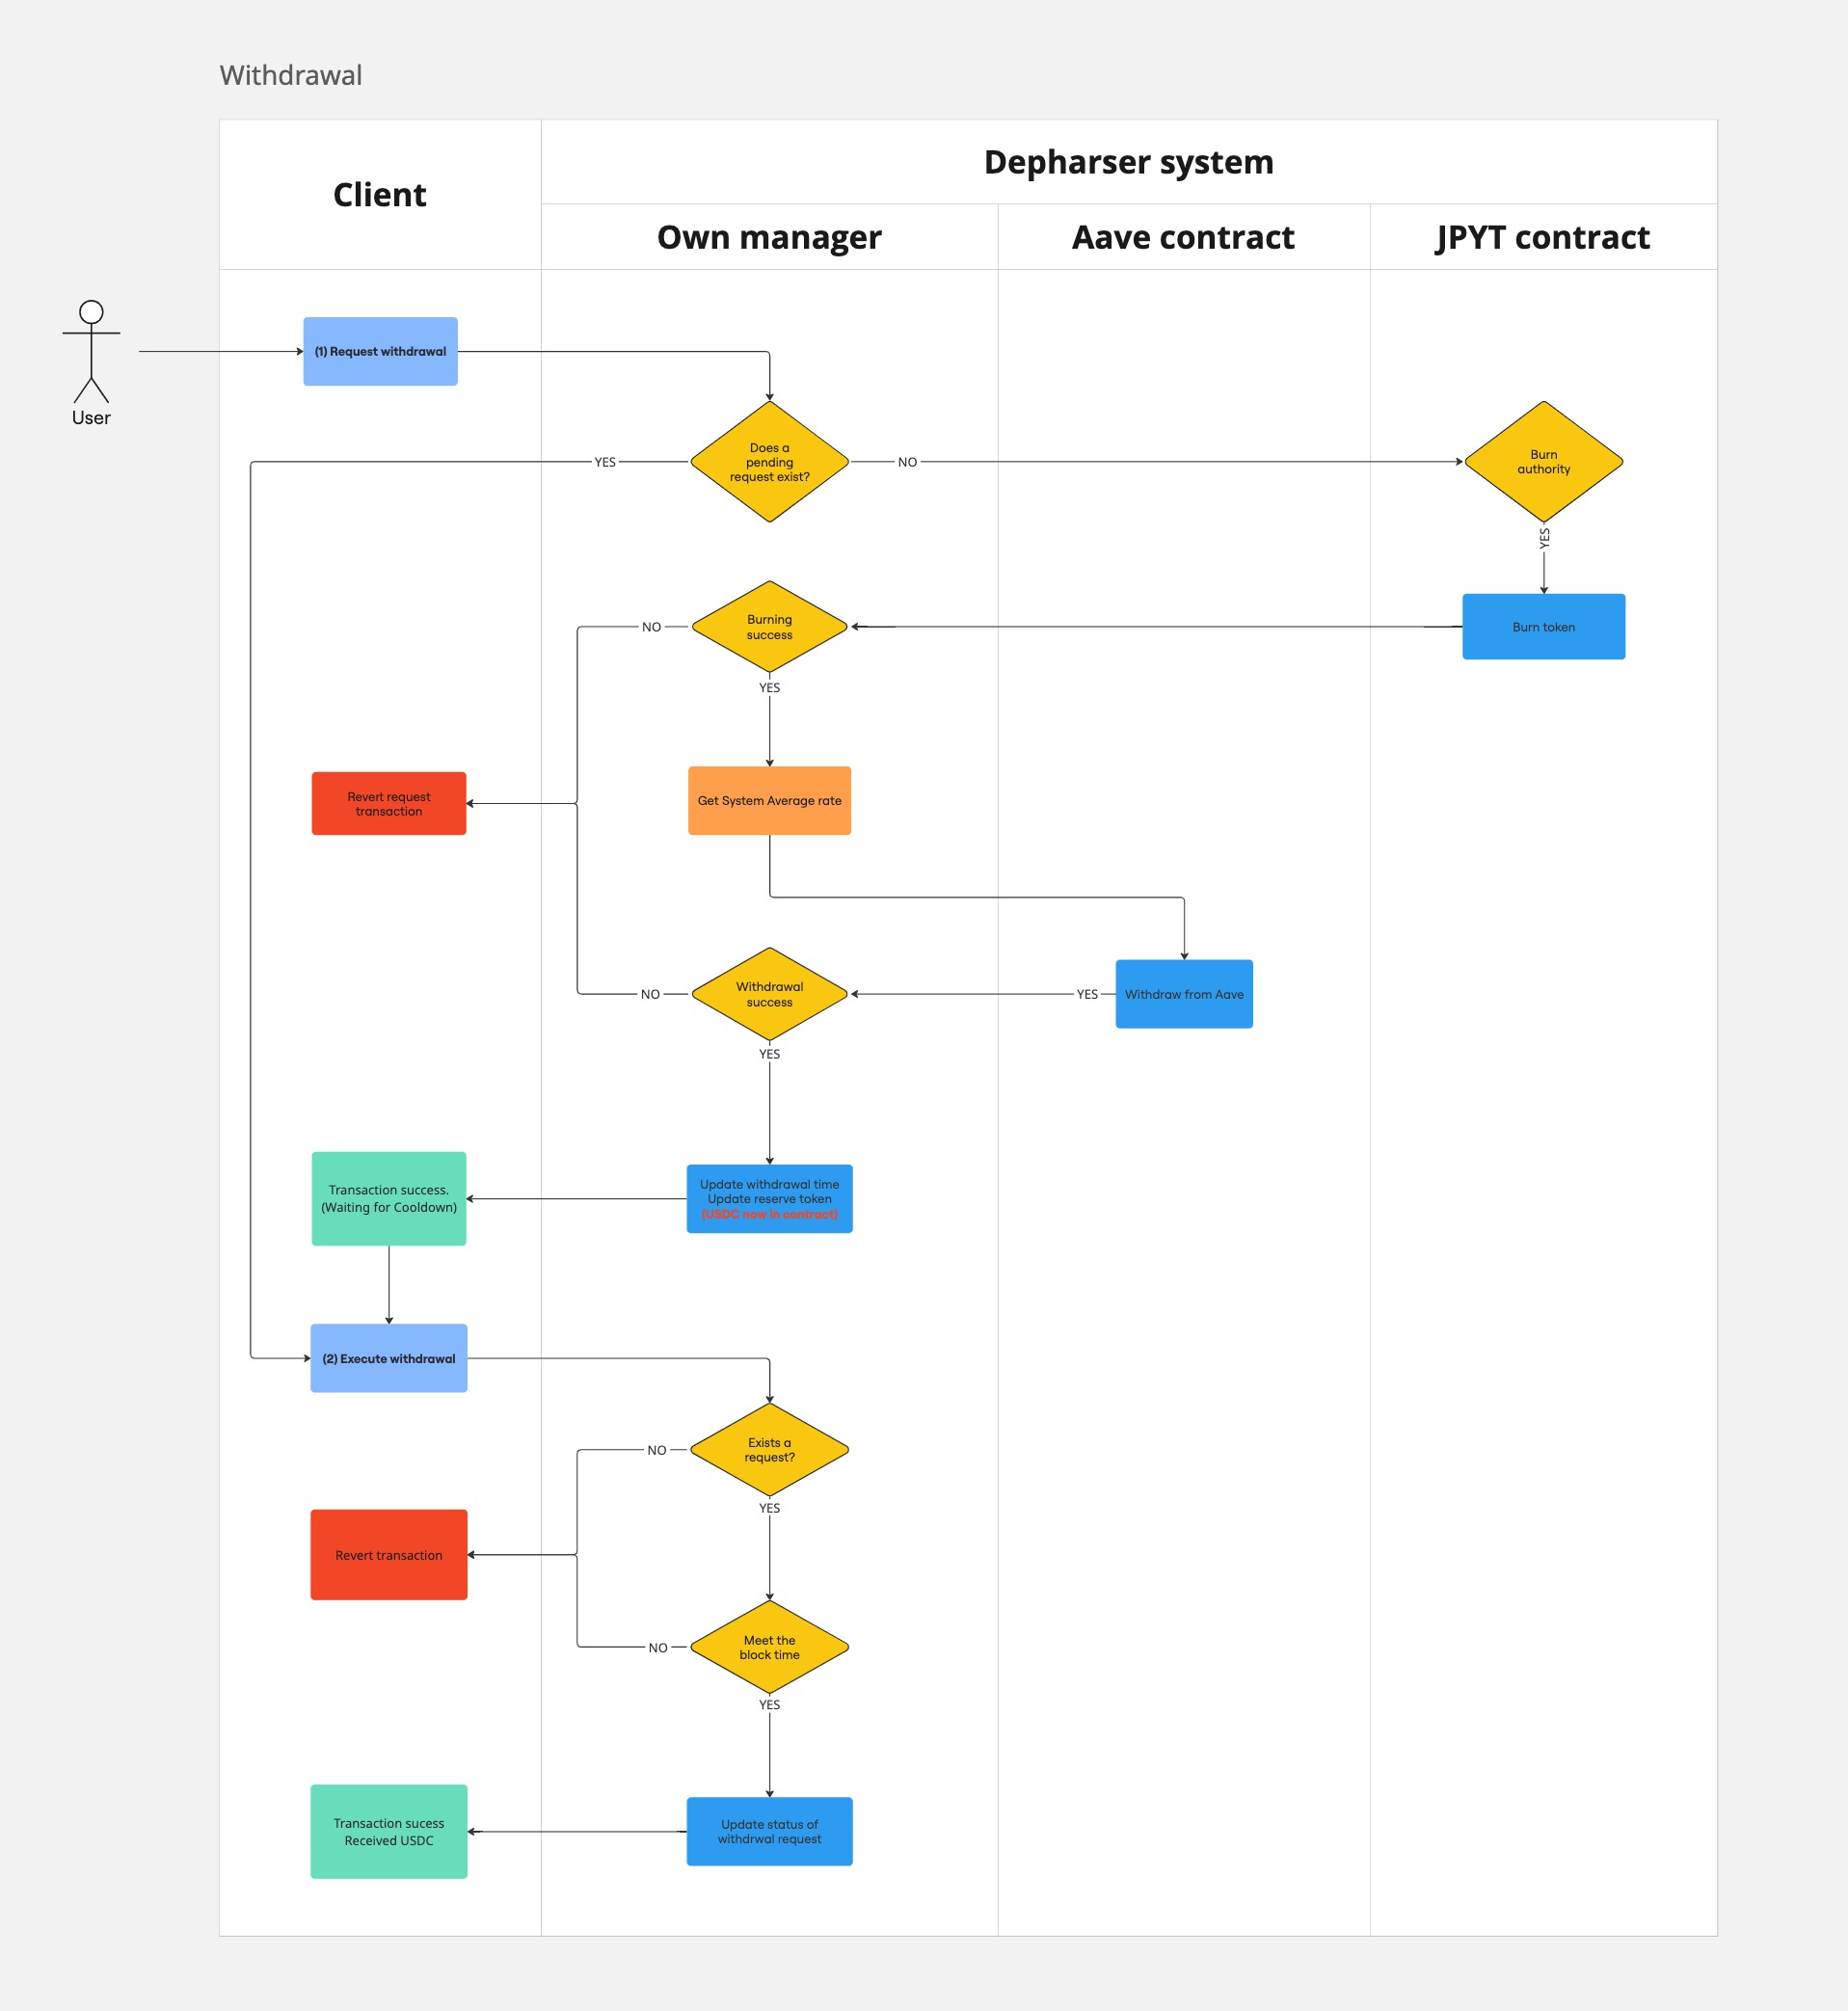 Withdrawal
Client
Depharser system
Own manager
Aave contract
JPYT contract
User
(1) Request withdrawal
Does a
pending
request exist?
YES
NO
Burn
authority
YES
Burn token
Burning
success
NO
YES
Revert request
transaction
Get System Average rate
Withdrawal
success
NO
YES
Withdraw from Aave
YES
Transaction success.
(Waiting for Cooldown)
Update withdrawal time
Update reserve token
(USDC now in contract)
(2) Execute withdrawal
Exists a
request?
NO
YES
Revert transaction
Meet the
block time
NO
YES
Transaction sucess
Received USDC
Update status of
withdrwal request